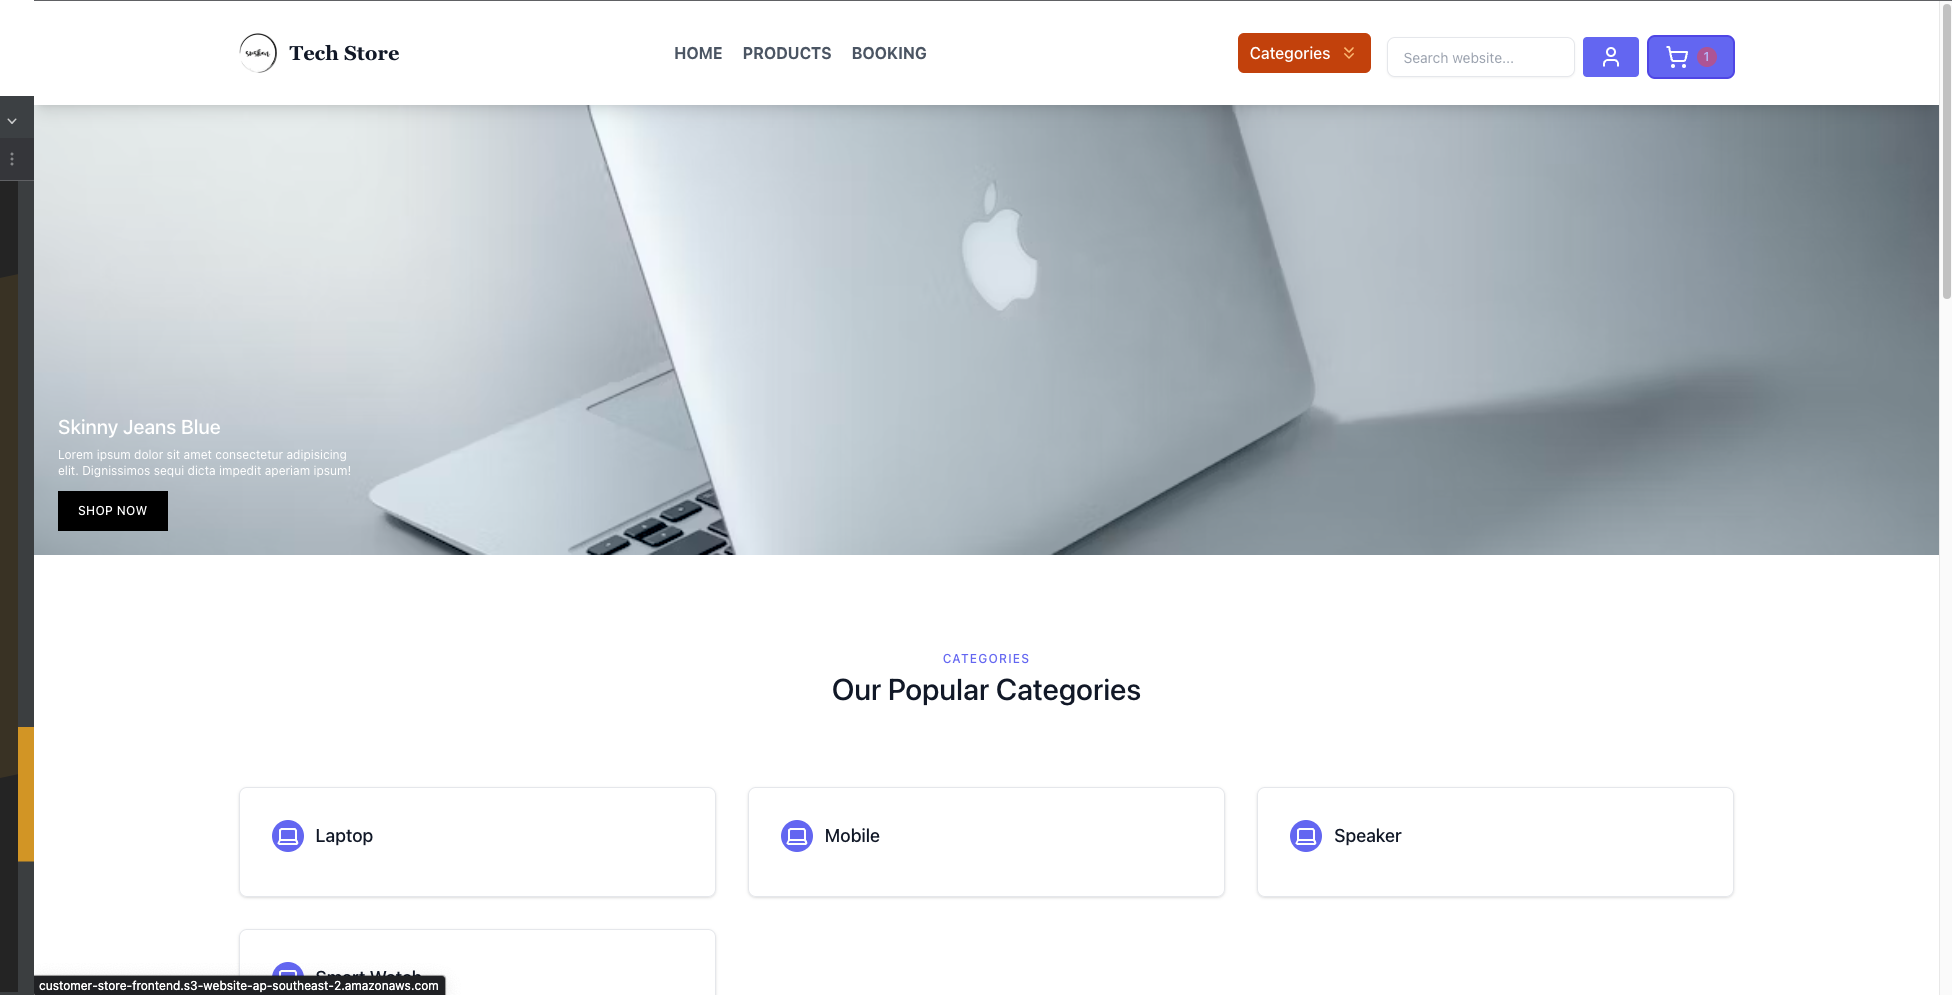 Tech Store
HOME PRODUCTS BOOKING
Categories
Search website...
1
Skinny Jeans Blue
Lorem ipsum dolor sit amet consectetur adipisicing
elit. Dignissimos sequi dicta impedit aperiam ipsum!
SHOP NOW
CATEGORIES
Our Popular Categories
Laptop
Mobile
Speaker
Smart Watch
customer-store-frontend.s3-website-ap-southeast-2.amazonaws.com